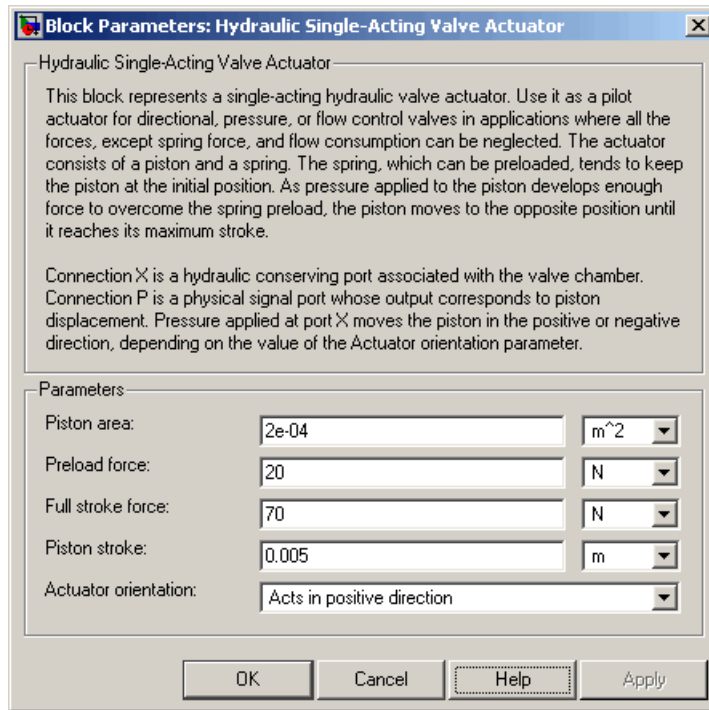 Block Parameters: Hydraulic Single-Acting Valve Actuator
Hydraulic Single-Acting Valve Actuator
This block represents a single-acting hydraulic valve actuator. Use it as a pilot
actuator for directional, pressure, or flow control valves in applications where all the
forces, except spring force, and flow consumption can be neglected. The actuator
consists of a piston and a spring. The spring, which can be preloaded, tends to keep
the piston at the initial position. As pressure applied to the piston develops enough
force to overcome the spring preload, the piston moves to the opposite position until
it reaches its maximum stroke.
Connection X is a hydraulic conserving port associated with the valve chamber.
Connection P is a physical signal port whose output corresponds to piston
displacement. Pressure applied at port X moves the piston in the positive or negative
direction, depending on the value of the Actuator orientation parameter.
Parameters
Piston area: 2e-04 m^2
Preload force: 20 N
Full stroke force: 70 N
Piston stroke: 0.005 m
Actuator orientation: Acts in positive direction
OK Cancel Help Apply